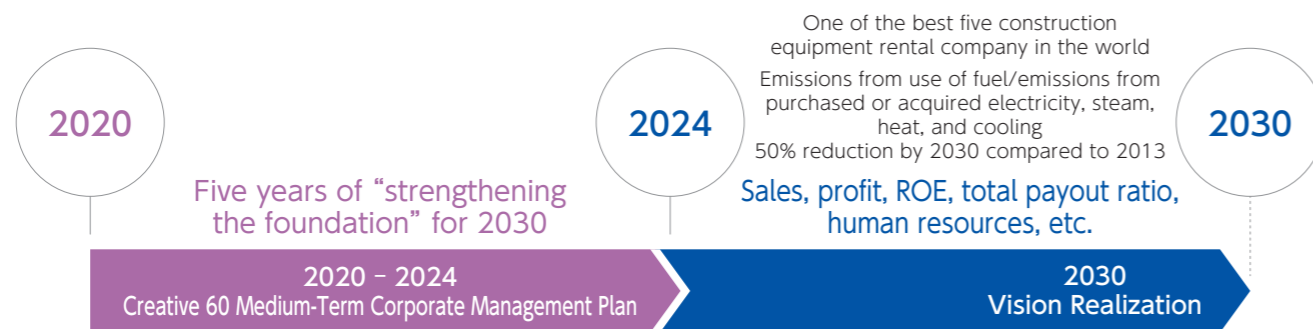 2020
Five years of “strengthening
the foundation” for 2030
2020 – 2024
Creative 60 Medium-Term Corporate Management Plan
2024
One of the best five construction
equipment rental company in the world
Emissions from use of fuel/emissions from
purchased or acquired electricity, steam,
heat, and cooling
50% reduction by 2030 compared to 2013
Sales, profit, ROE, total payout ratio,
human resources, etc.
2030
2030
Vision Realization